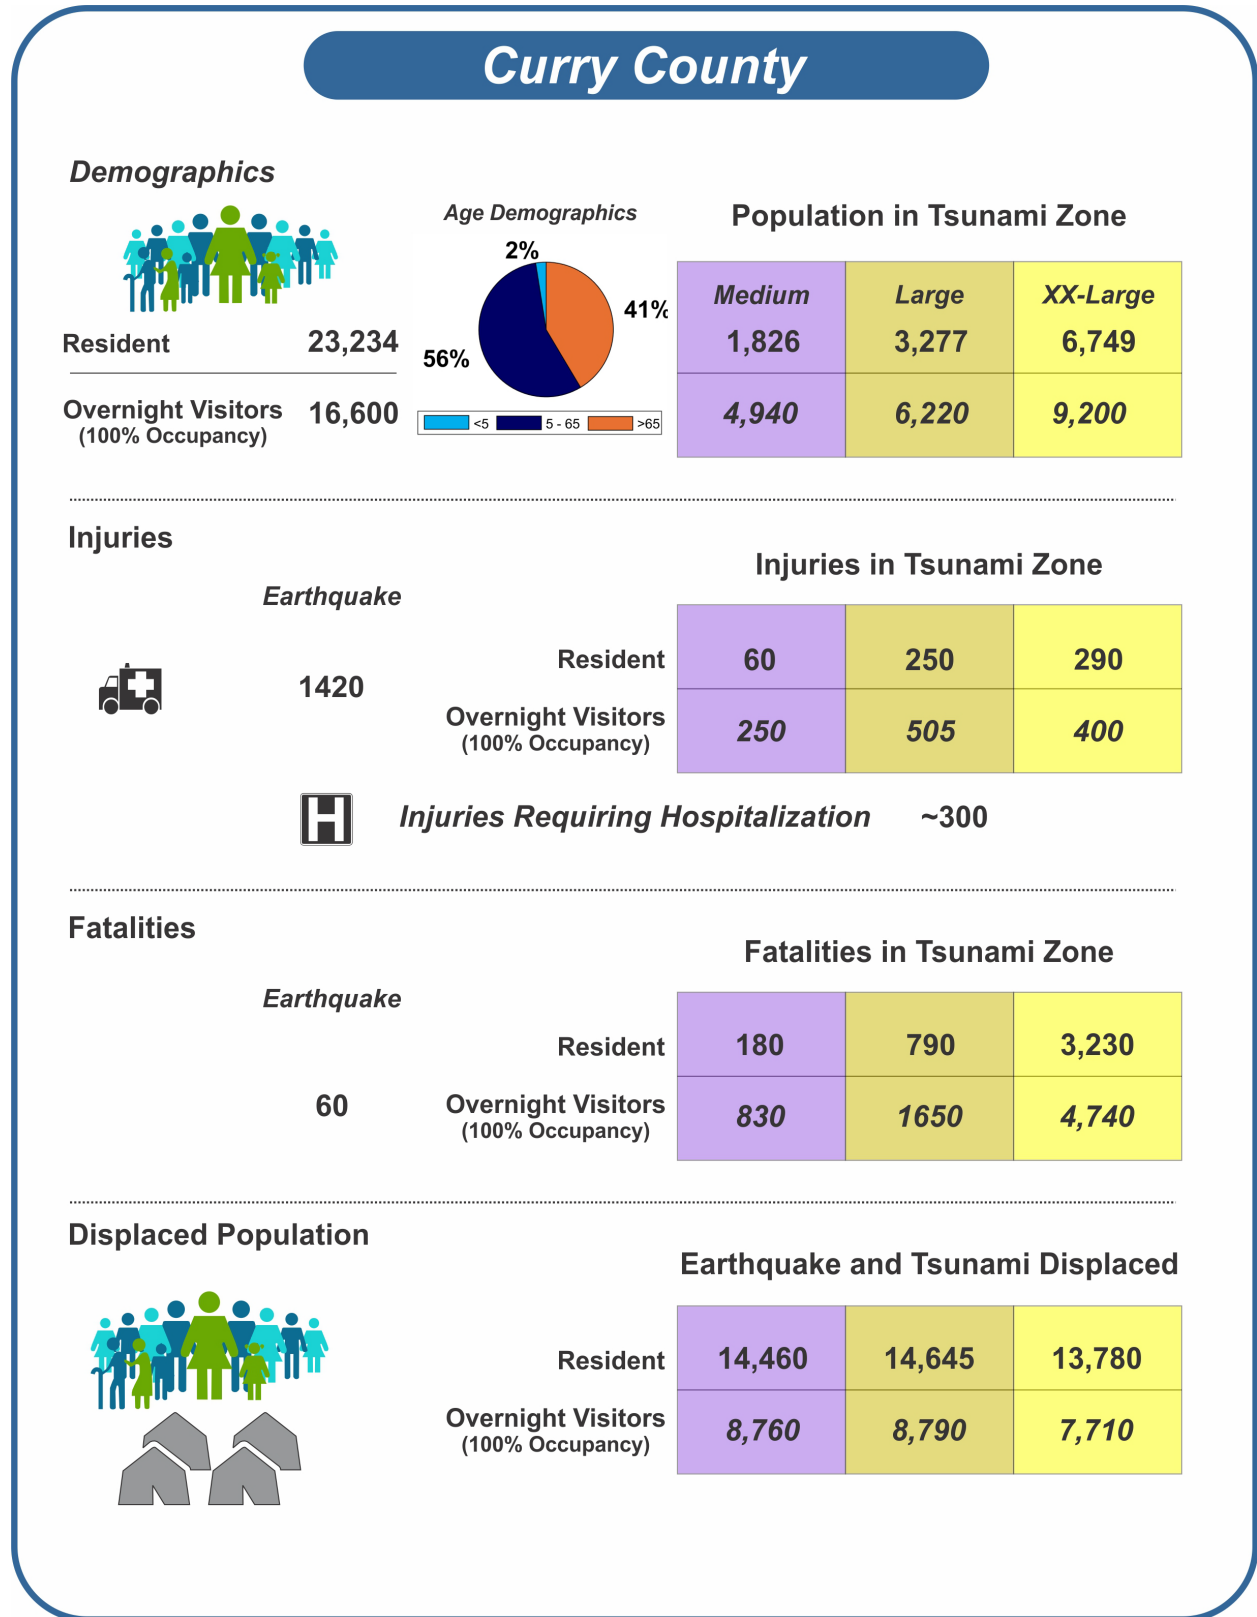 Curry County
Demographics
Resident 23,234
Overnight Visitors 16,600
(100% Occupancy)
Age Demographics
2%
41%
56%
<5 5 - 65 >65
Population in Tsunami Zone
Medium Large XX-Large
1,826 3,277 6,749
4,940 6,220 9,200
Injuries
Earthquake
1420
Injuries in Tsunami Zone
Resident 60 250 290
Overnight Visitors 250 505 400
(100% Occupancy)
H Injuries Requiring Hospitalization ~300
Fatalities
Earthquake
60
Fatalities in Tsunami Zone
Resident 180 790 3,230
Overnight Visitors 830 1650 4,740
(100% Occupancy)
Displaced Population
Earthquake and Tsunami Displaced
Resident 14,460 14,645 13,780
Overnight Visitors 8,760 8,790 7,710
(100% Occupancy)